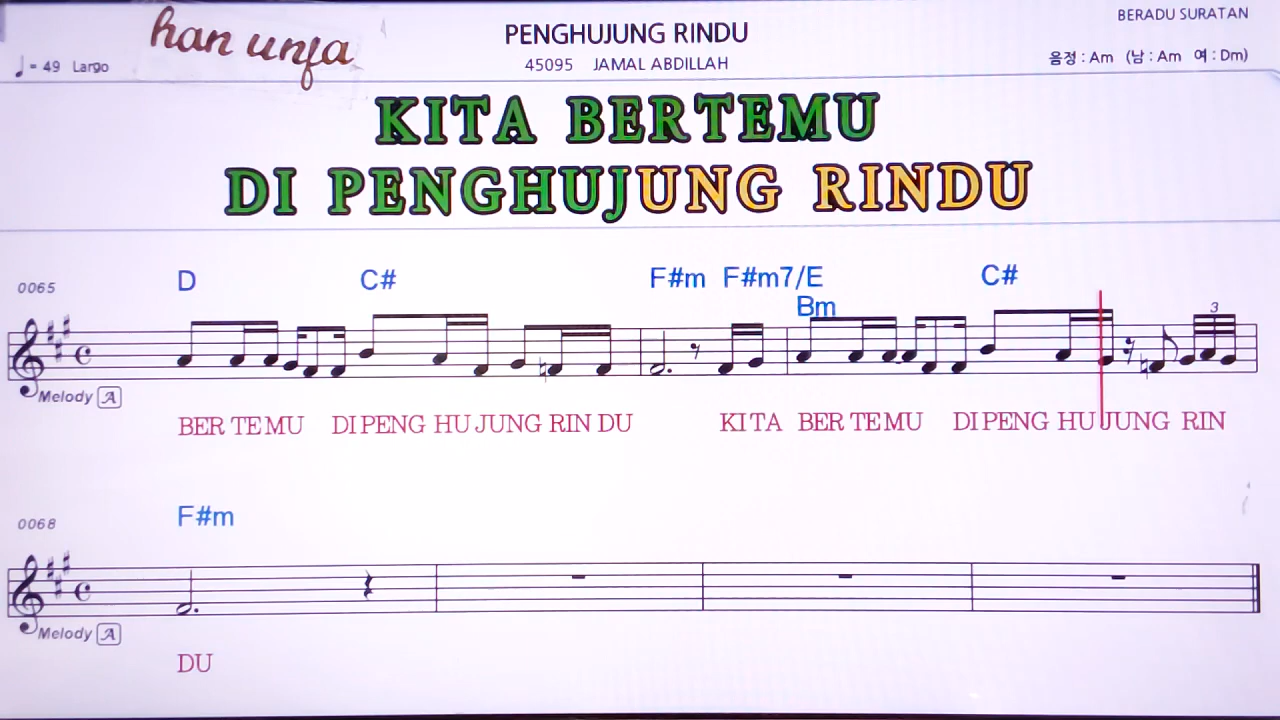 BERADU SURATAN
han unfa
PENGHUJUNG RINDU
♩= 49 Largo
45095 JAMAL ABDILLAH
음정 : Am (남 : Am 여 : Dm)
KITA BERTEMU
DI PENGHUJUNG RINDU
0065
D C# F#m F#m7/E C#
Bm
3
Melody A
BER TE MU DI PENG HU JUNG RIN DU KI TA BER TE MU DI PENG HU JUNG RIN
0068
F#m
Melody A
DU